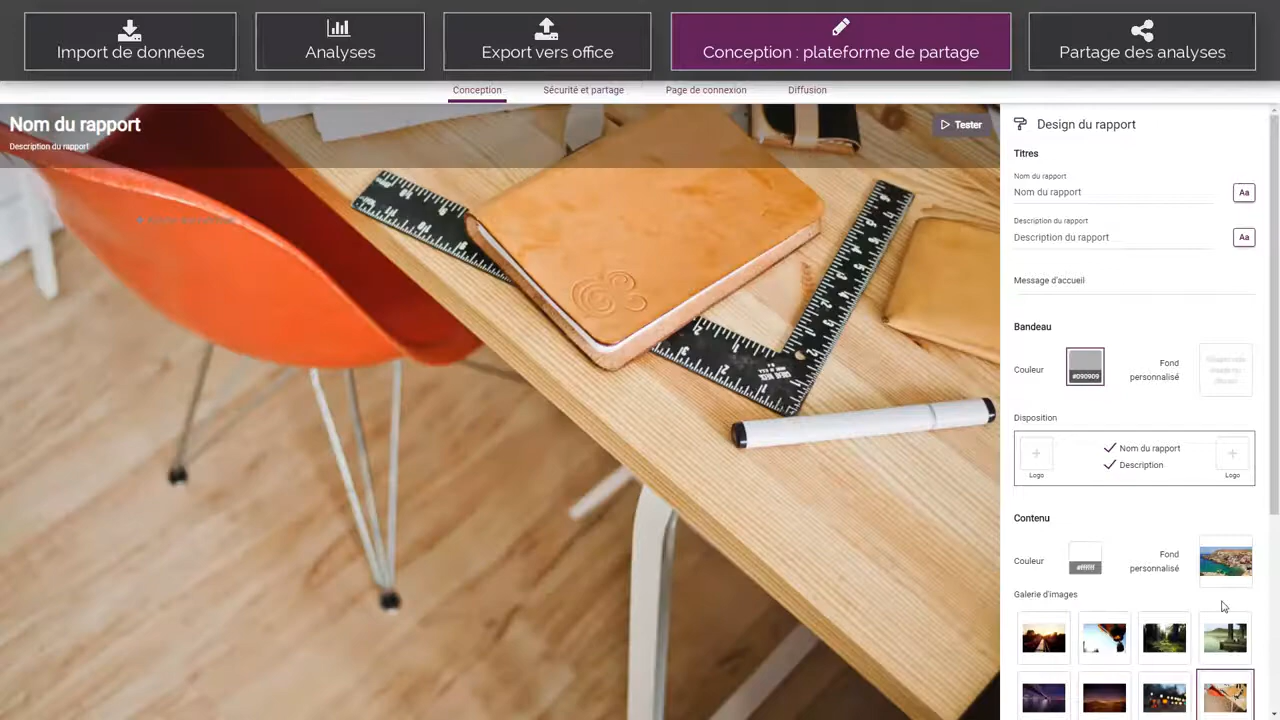 Import de données
Analyses
Export vers office
Conception : plateforme de partage
Partage des analyses
Conception
Sécurité et partage
Page de connexion
Diffusion
Nom du rapport
Description du rapport
Tester
Design du rapport
Titres
Nom du rapport
Nom du rapport
Aa
Description du rapport
Description du rapport
Aa
Message d'accueil
Bandeau
Couleur
#090909
Fond
personnalisé
Disposition
Logo
Nom du rapport
Description
Logo
Contenu
Couleur
#ffffff
Fond
personnalisé
Galerie d'images